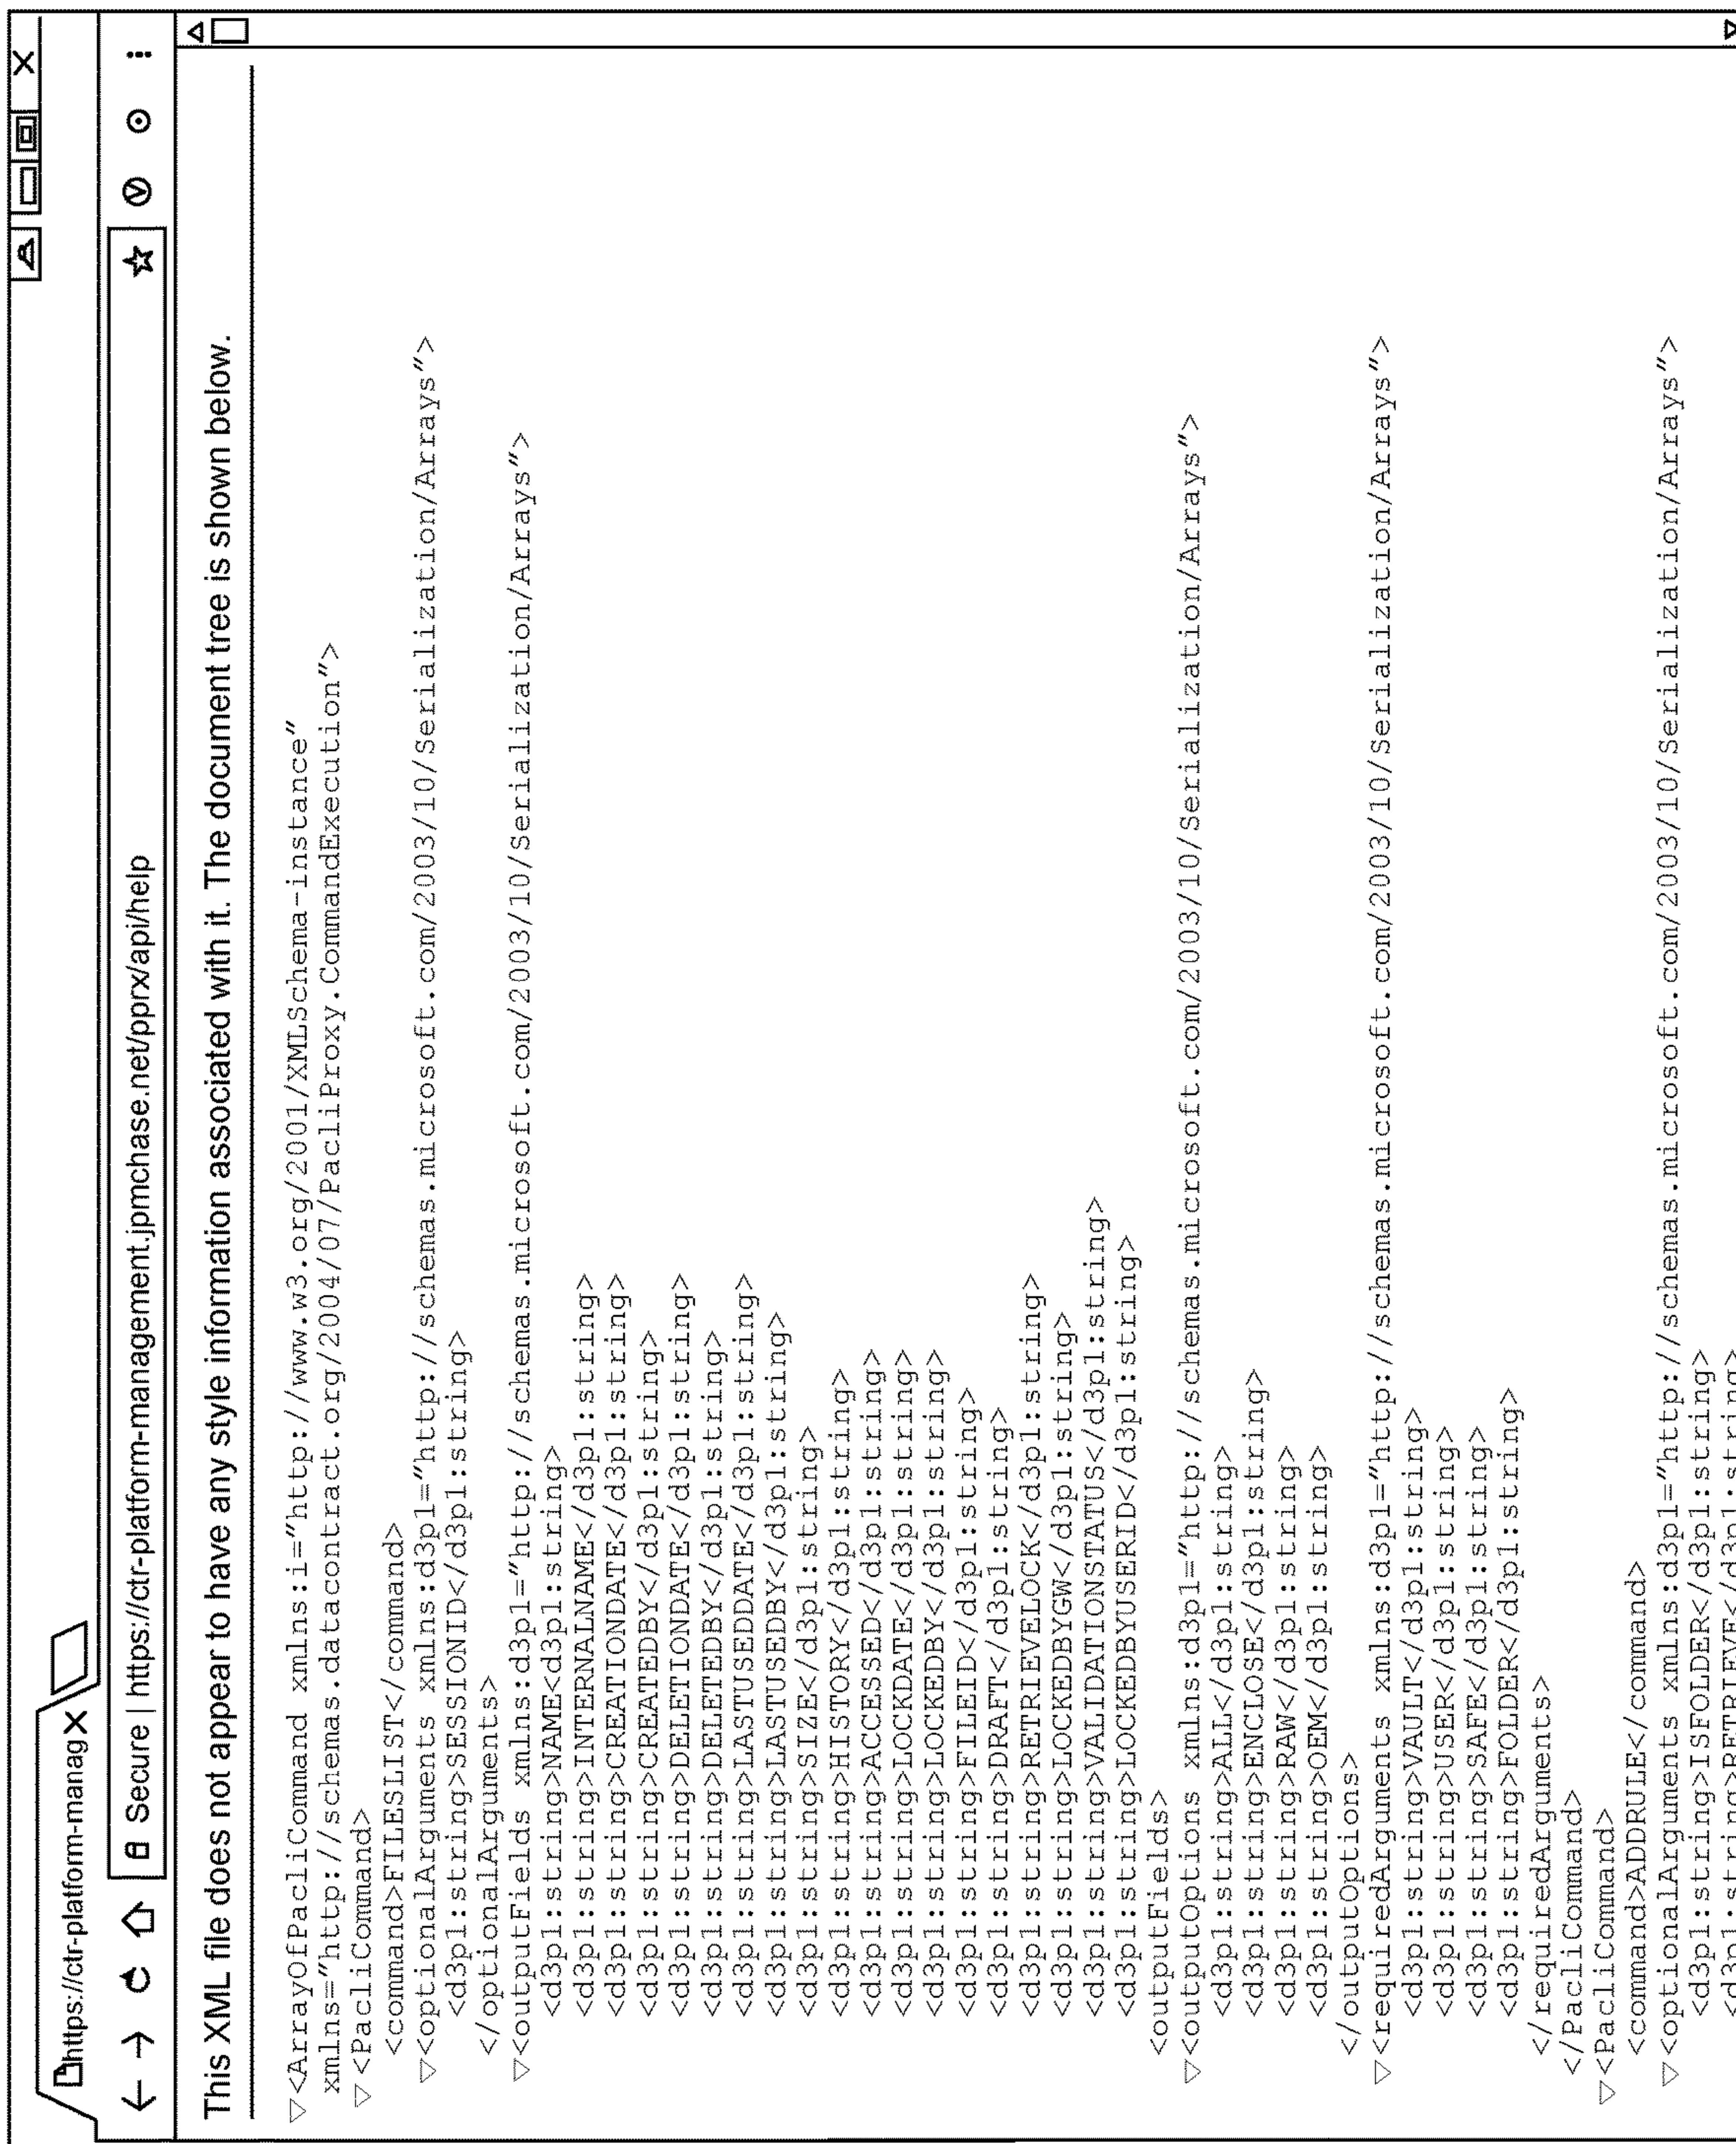 https://ctr-platform-manag X
Secure | https://ctr-platform-management.jpmchase.net/pprx/api/help
This XML file does not appear to have any style information associated with it. The document tree is shown below.
▽<ArrayOfPacliCommand xmlns:i="http://www.w3.org/2001/XMLSchema-instance"
xmlns="http://schemas.datacontract.org/2004/07/PacliProxy.CommandExecution">
▽<PacliCommand>
<command>FILESLIST</command>
▽<optionalArguments xmlns:d3p1="http://schemas.microsoft.com/2003/10/Serialization/Arrays">
<d3p1:string>SESSIONID</d3p1:string>
</optionalArguments>
▽<outputFields xmlns:d3p1="http://schemas.microsoft.com/2003/10/Serialization/Arrays">
<d3p1:string>NAME<d3p1:string>
<d3p1:string>INTERNALNAME</d3p1:string>
<d3p1:string>CREATIONDATE</d3p1:string>
<d3p1:string>CREATEDBY</d3p1:string>
<d3p1:string>DELETIONDATE</d3p1:string>
<d3p1:string>DELETEDBY</d3p1:string>
<d3p1:string>LASTUSEDDATE</d3p1:string>
<d3p1:string>LASTUSEDBY</d3p1:string>
<d3p1:string>SIZE</d3p1:string>
<d3p1:string>HISTORY</d3p1:string>
<d3p1:string>ACCESSED</d3p1:string>
<d3p1:string>LOCKDATE</d3p1:string>
<d3p1:string>LOCKEDBY</d3p1:string>
<d3p1:string>FILEID</d3p1:string>
<d3p1:string>DRAFT</d3p1:string>
<d3p1:string>RETRIEVELOCK</d3p1:string>
<d3p1:string>LOCKEDBYGW</d3p1:string>
<d3p1:string>VALIDATIONSTATUS</d3p1:string>
<d3p1:string>LOCKEDBYUSERID</d3p1:string>
<outputFields>
▽<outputOptions xmlns:d3p1="http://schemas.microsoft.com/2003/10/Serialization/Arrays">
<d3p1:string>ALL</d3p1:string>
<d3p1:string>ENCLOSE</d3p1:string>
<d3p1:string>RAW</d3p1:string>
<d3p1:string>OEM</d3p1:string>
</outputOptions>
▽<requiredArguments xmlns:d3p1="http://schemas.microsoft.com/2003/10/Serialization/Arrays">
<d3p1:string>VAULT</d3p1:string>
<d3p1:string>USER</d3p1:string>
<d3p1:string>SAFE</d3p1:string>
<d3p1:string>FOLDER</d3p1:string>
</requiredArguments>
</PacliCommand>
▽<PacliCommand>
<command>ADDRULE</command>
▽<optionalArguments xmlns:d3p1="http://schemas.microsoft.com/2003/10/Serialization/Arrays">
<d3p1:string>ISFOLDER</d3p1:string>
<d3p1:string>RETRIEVE</d3p1:string>